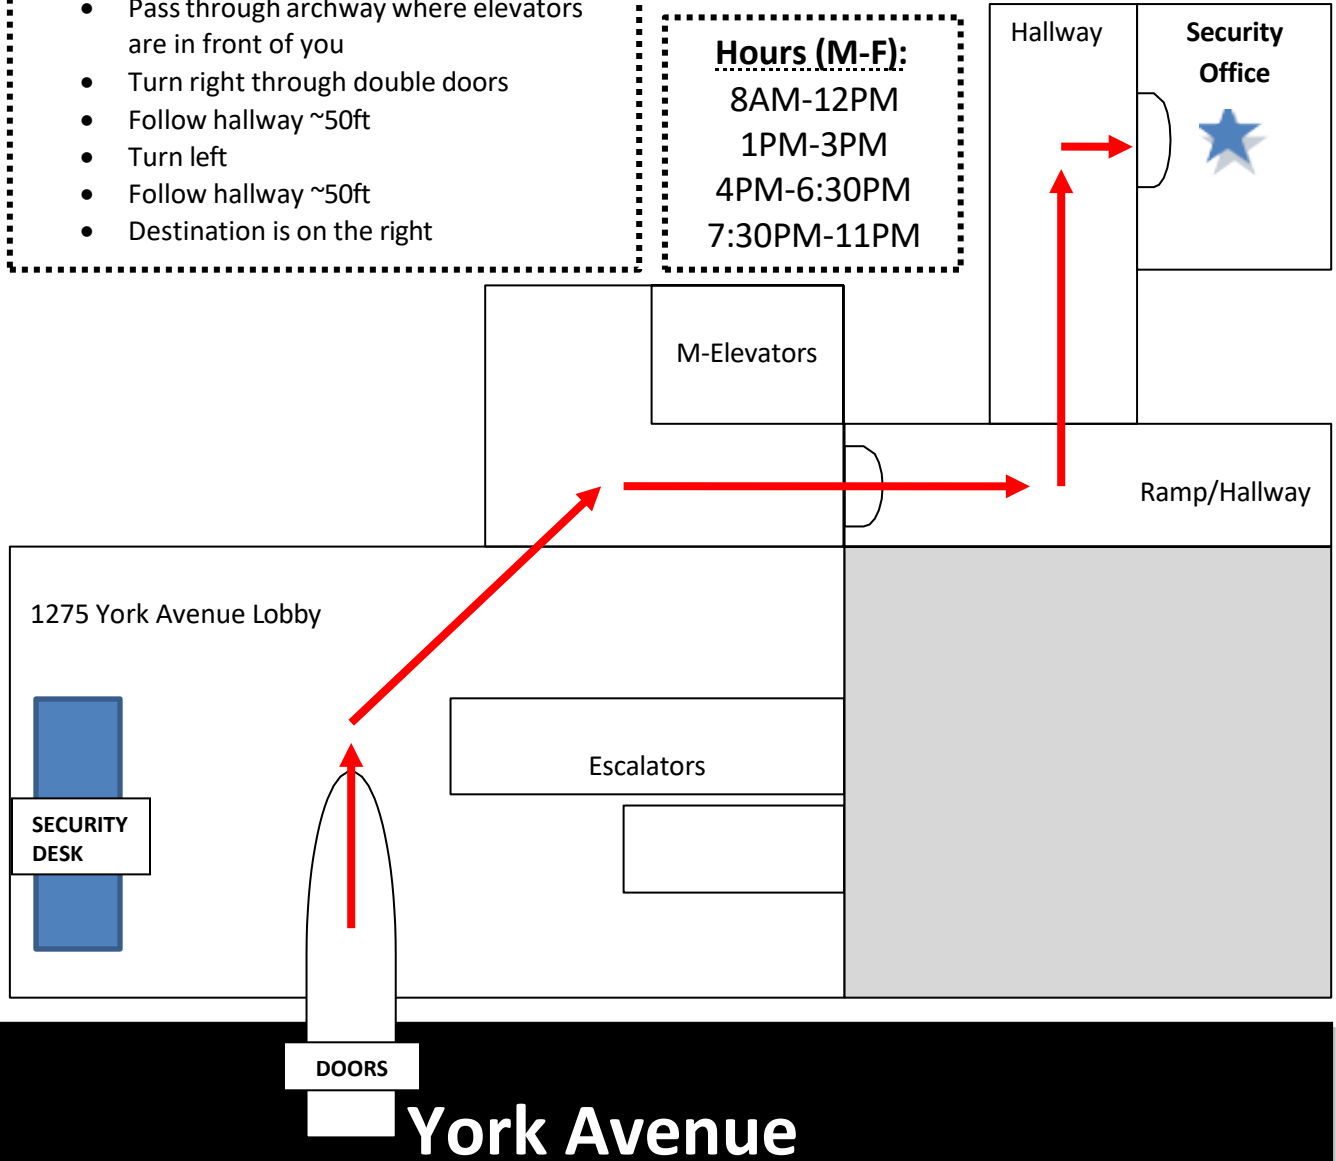 • Pass through archway where elevators
are in front of you
• Turn right through double doors
• Follow hallway ~50ft
• Turn left
• Follow hallway ~50ft
• Destination is on the right
Hours (M-F):
8AM-12PM
1PM-3PM
4PM-6:30PM
7:30PM-11PM
Hallway
Security
Office
M-Elevators
Ramp/Hallway
1275 York Avenue Lobby
Escalators
SECURITY
DESK
DOORS
York Avenue